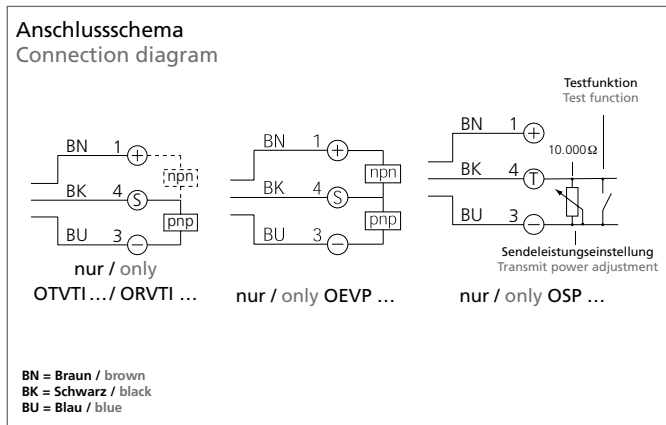 Anschlussschema
Connection diagram
BN 1 +
npn
BK 4 S
pnp
BU 3 −
nur / only
OTVTI ... / ORVTI ...
BN 1 +
npn
BK 4 S
pnp
BU 3 −
nur / only OEVP ...
Testfunktion
Test function
BN 1 +
10.000 Ω
BK 4 T
BU 3 −
Sendeleistungseinstellung
Transmit power adjustment
nur / only OSP ...
BN = Braun / brown
BK = Schwarz / black
BU = Blau / blue